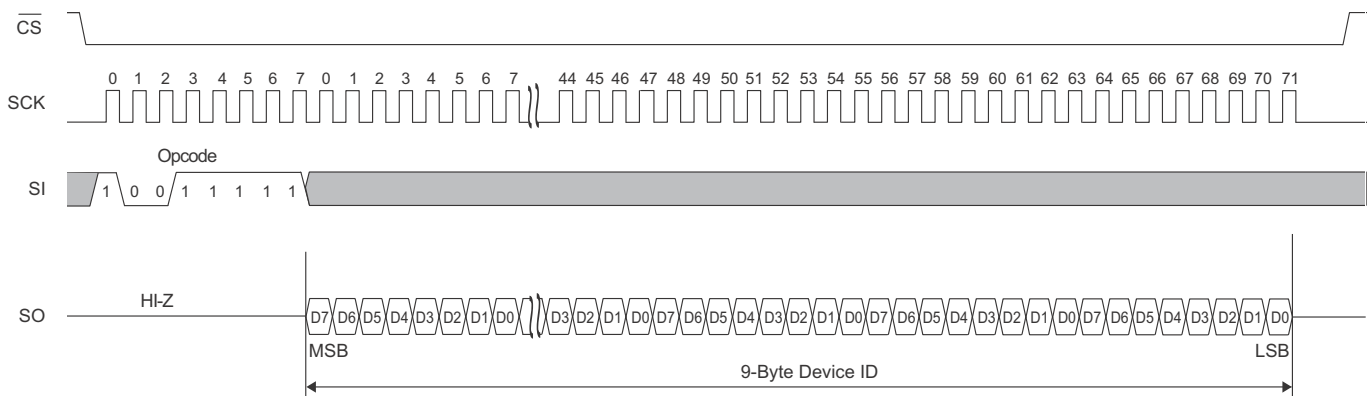 CS
0 1 2 3 4 5 6 7 0 1 2 3 4 5 6 7 44 45 46 47 48 49 50 51 52 53 54 55 56 57 58 59 60 61 62 63 64 65 66 67 68 69 70 71
SCK
Opcode
SI 1 0 0 1 1 1 1 1
HI-Z
SO D7 D6 D5 D4 D3 D2 D1 D0 D3 D2 D1 D0 D7 D6 D5 D4 D3 D2 D1 D0 D7 D6 D5 D4 D3 D2 D1 D0 D7 D6 D5 D4 D3 D2 D1 D0
MSB LSB
9-Byte Device ID